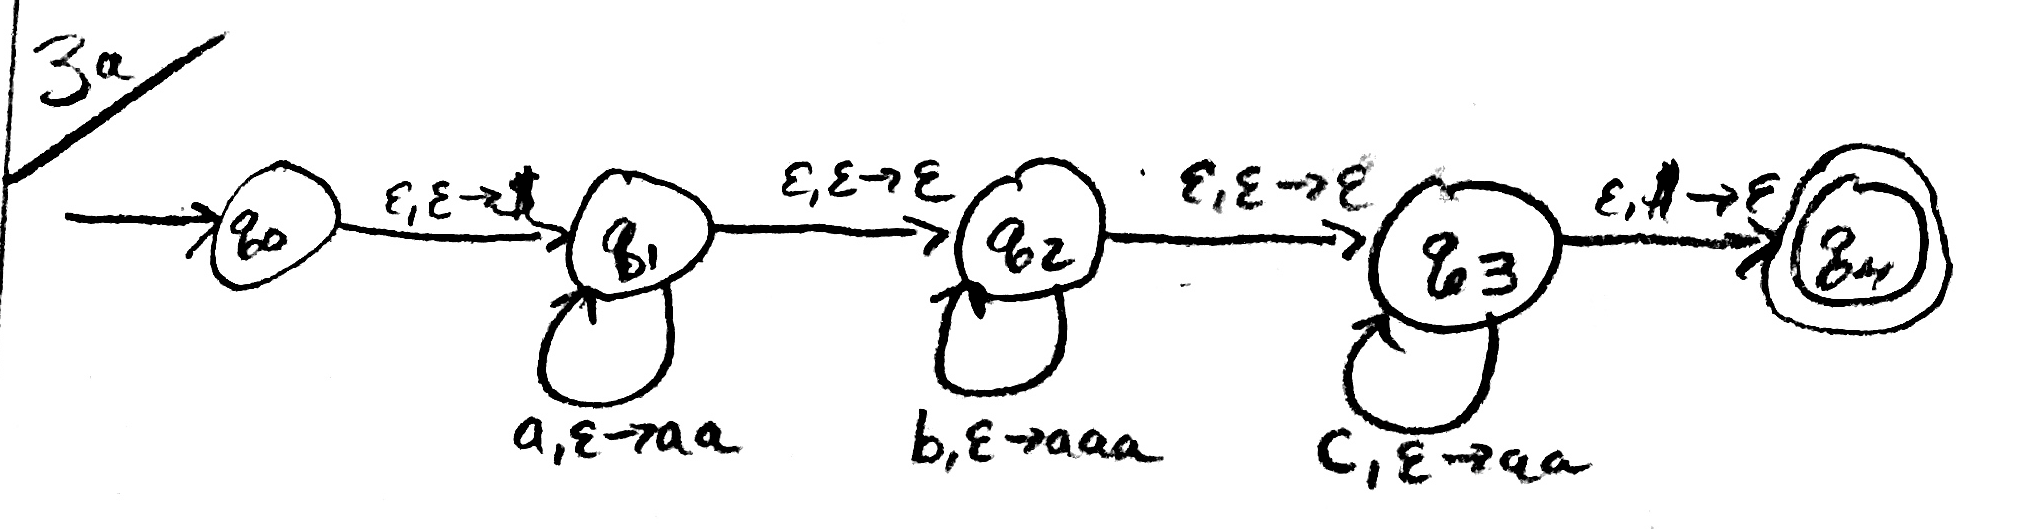 3a
ε,ε→$ ε,ε→ε ε,ε→ε ε,$→ε
q0 q1 q2 q3 q4
a,ε→aa b,ε→aaa c,ε→aa